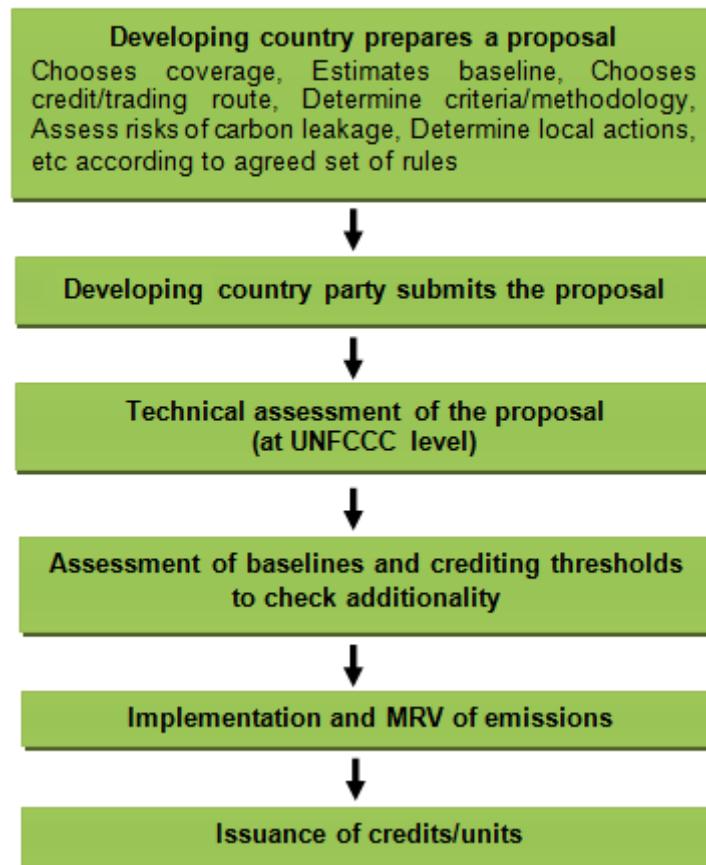 Developing country prepares a proposal
Chooses coverage, Estimates baseline, Chooses
credit/trading route, Determine criteria/methodology,
Assess risks of carbon leakage, Determine local actions,
etc according to agreed set of rules
Developing country party submits the proposal
Technical assessment of the proposal
(at UNFCCC level)
Assessment of baselines and crediting thresholds
to check additionality
Implementation and MRV of emissions
Issuance of credits/units